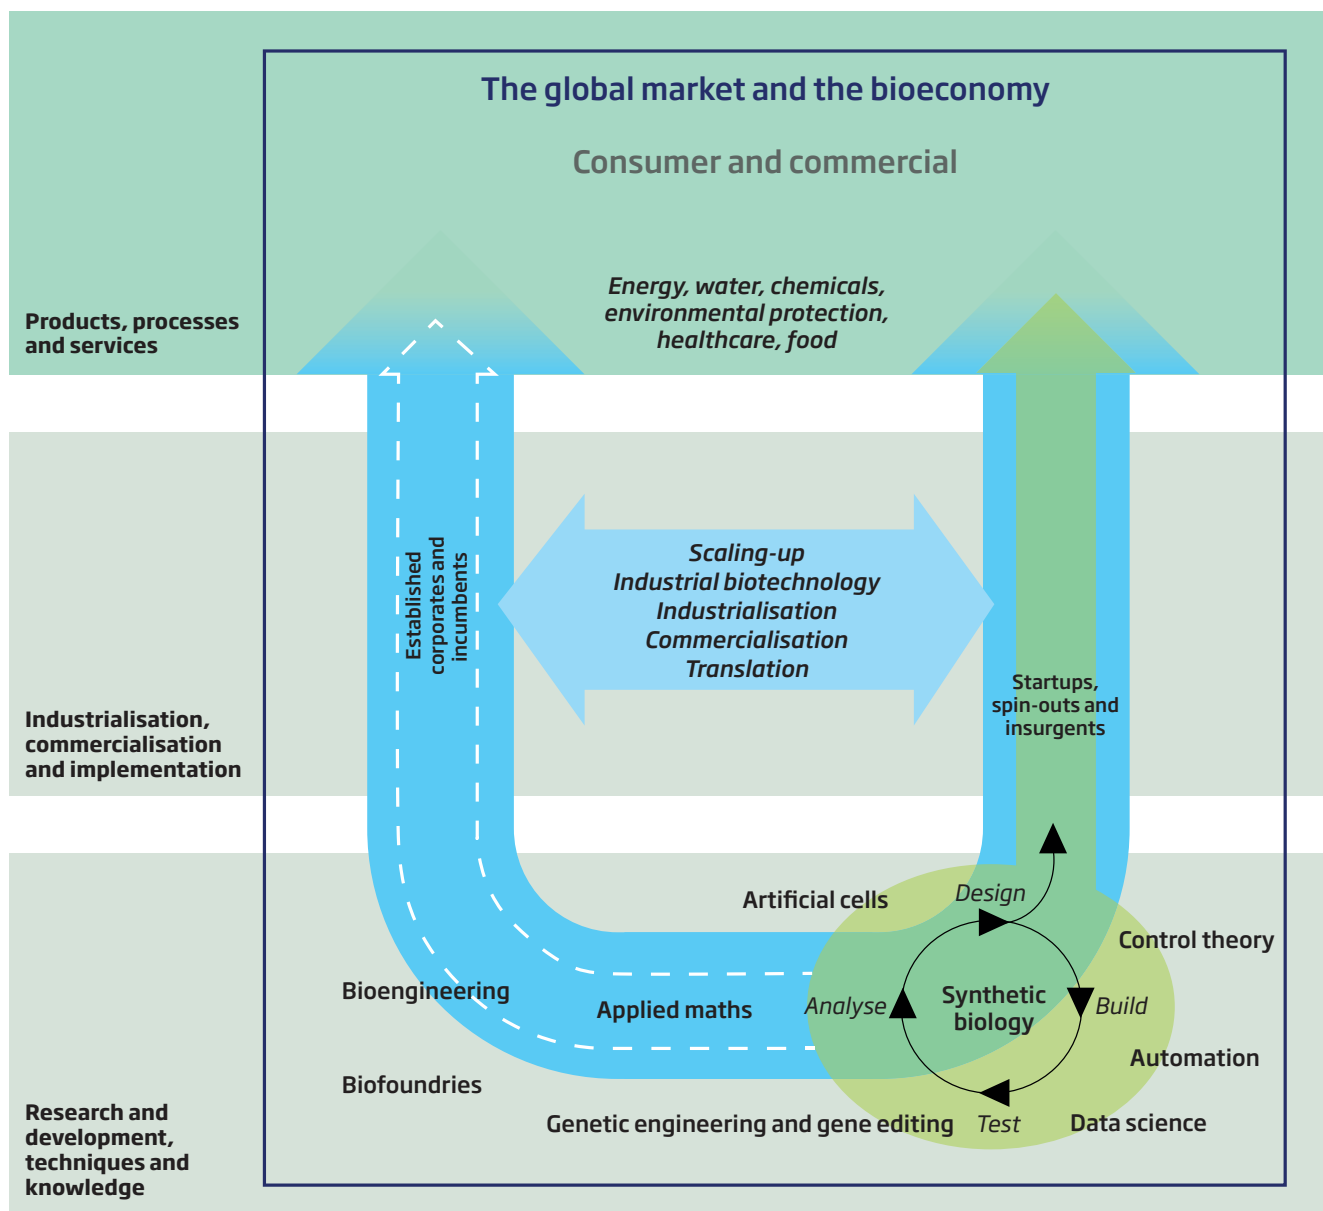 The global market and the bioeconomy
Consumer and commercial
Energy, water, chemicals,
environmental protection,
healthcare, food
Products, processes
and services
Established
corporates and
incumbents
Scaling-up
Industrial biotechnology
Industrialisation
Commercialisation
Translation
Startups,
spin-outs and
insurgents
Industrialisation,
commercialisation
and implementation
Artificial cells
Design
Control theory
Bioengineering
Applied maths
Analyse
Synthetic
biology
Build
Automation
Biofoundries
Genetic engineering and gene editing
Test
Data science
Research and
development,
techniques and
knowledge